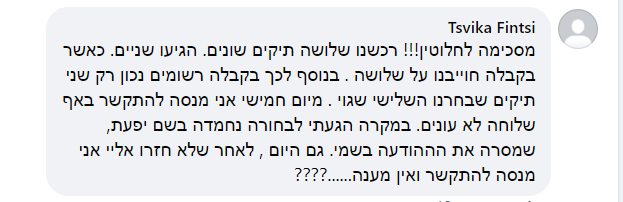 Tsvika Fintsi
מסכימה לחלוטין!!! רכשנו שלושה תיקים שונים. הגיעו שניים. כאשר
בקבלה חוייבנו על שלושה . בנוסף לכך בקבלה רשומים נכון רק שני
תיקים שבחרנו השלישי שגוי . מיום חמישי אני מנסה להתקשר באף
שלוחה לא עונים. במקרה הגעתי לבחורה נחמדה בשם יפעת,
שמסרה את הההודעה בשמי. גם היום , לאחר שלא חזרו אליי אני
מנסה להתקשר ואין מענה......????